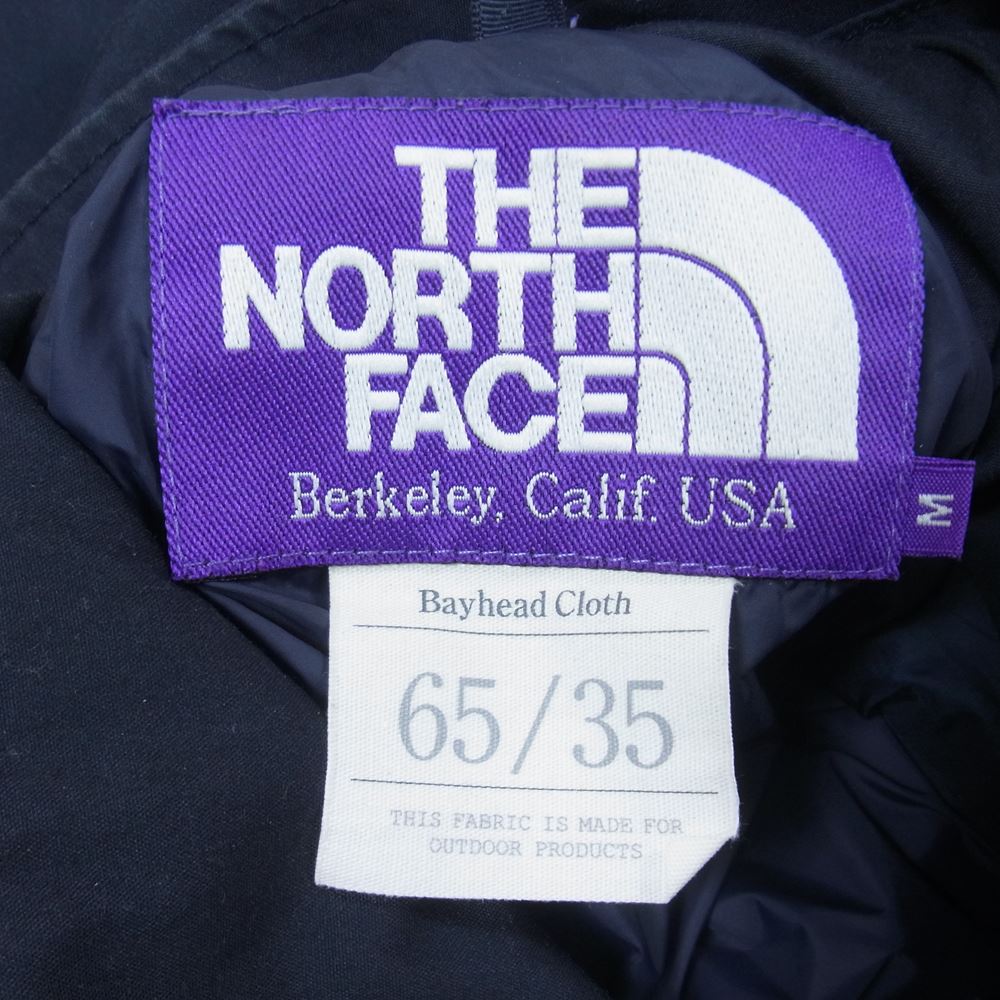 THE
NORTH
FACE
Berkeley, Calif. USA
M
Bayhead Cloth
65/35
THIS FABRIC IS MADE FOR
OUTDOOR PRODUCTS